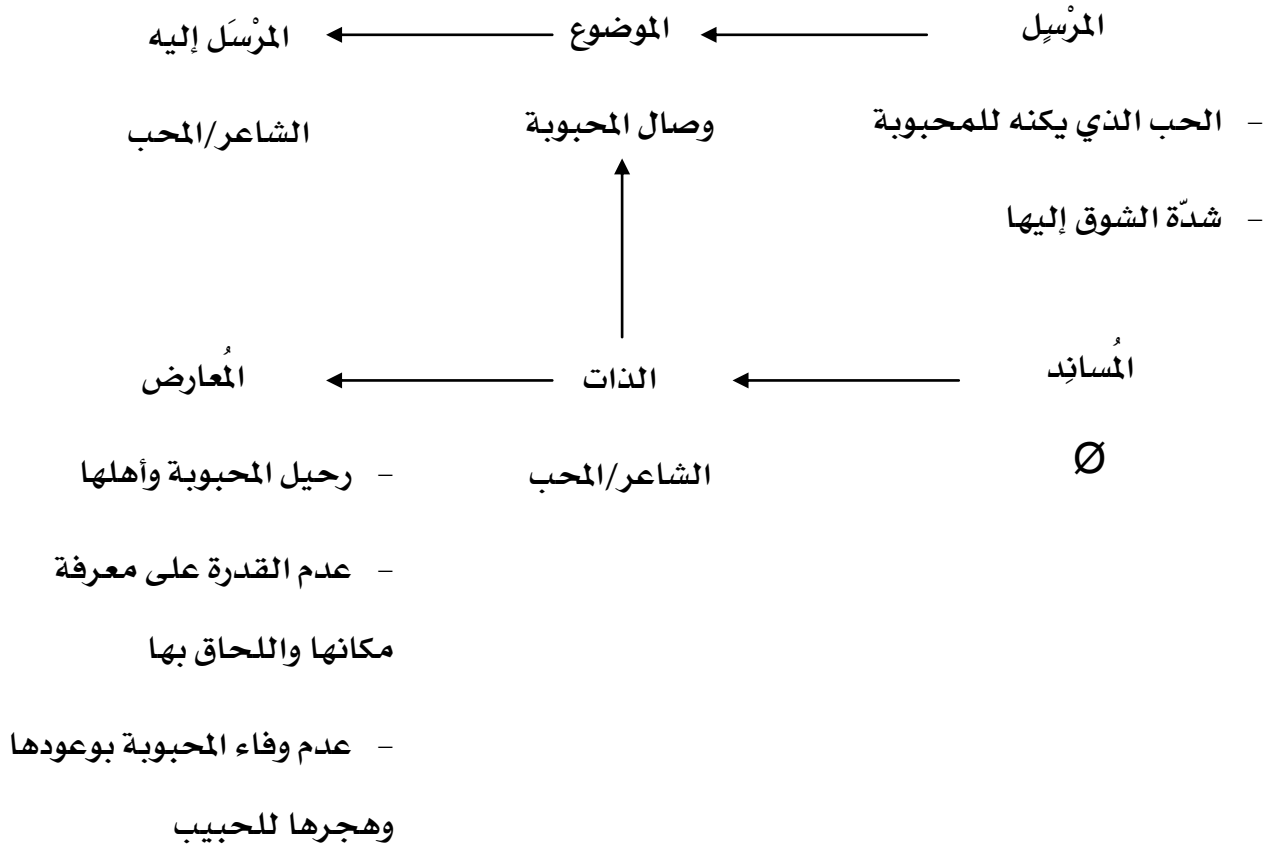 المرْسِل الموضوع المرْسَل إليه
- الحب الذي يكنه للمحبوبة وصال المحبوبة الشاعر/المحب
- شدّة الشوق إليها
المُسانِد الذات المُعارض
Ø الشاعر/المحب - رحيل المحبوبة وأهلها
- عدم القدرة على معرفة
مكانها واللحاق بها
- عدم وفاء المحبوبة بوعودها
وهجرها للحبيب